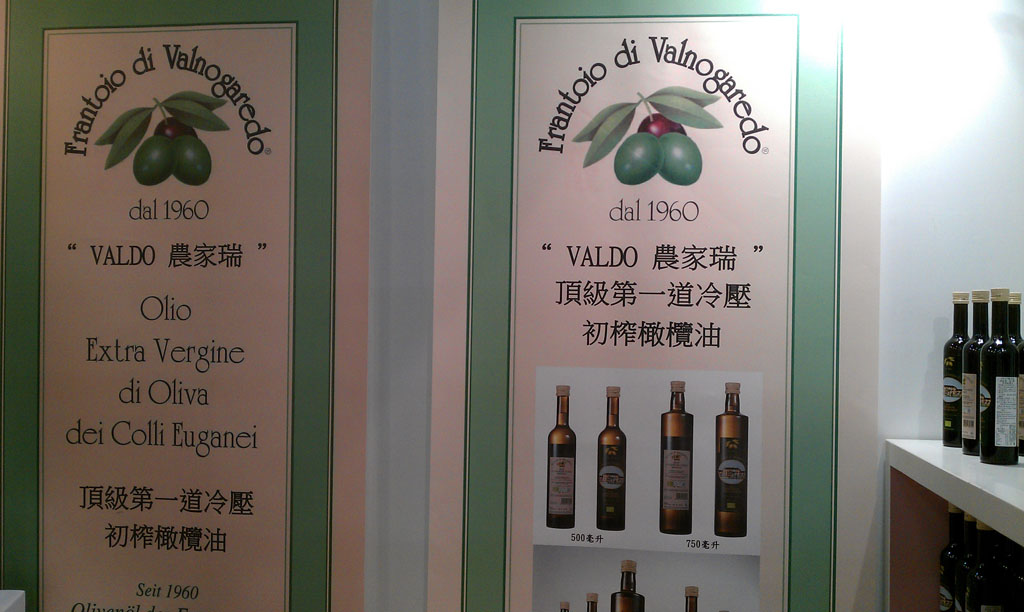 Frantoio di Valnogaredo®
dal 1960
“ VALDO 農家瑞 ”
Olio
Extra Vergine
di Oliva
dei Colli Euganei
頂級第一道冷壓
初榨橄欖油
Seit 1960
Frantoio di Valnogaredo®
dal 1960
“ VALDO 農家瑞 ”
頂級第一道冷壓
初榨橄欖油
500毫升
750毫升